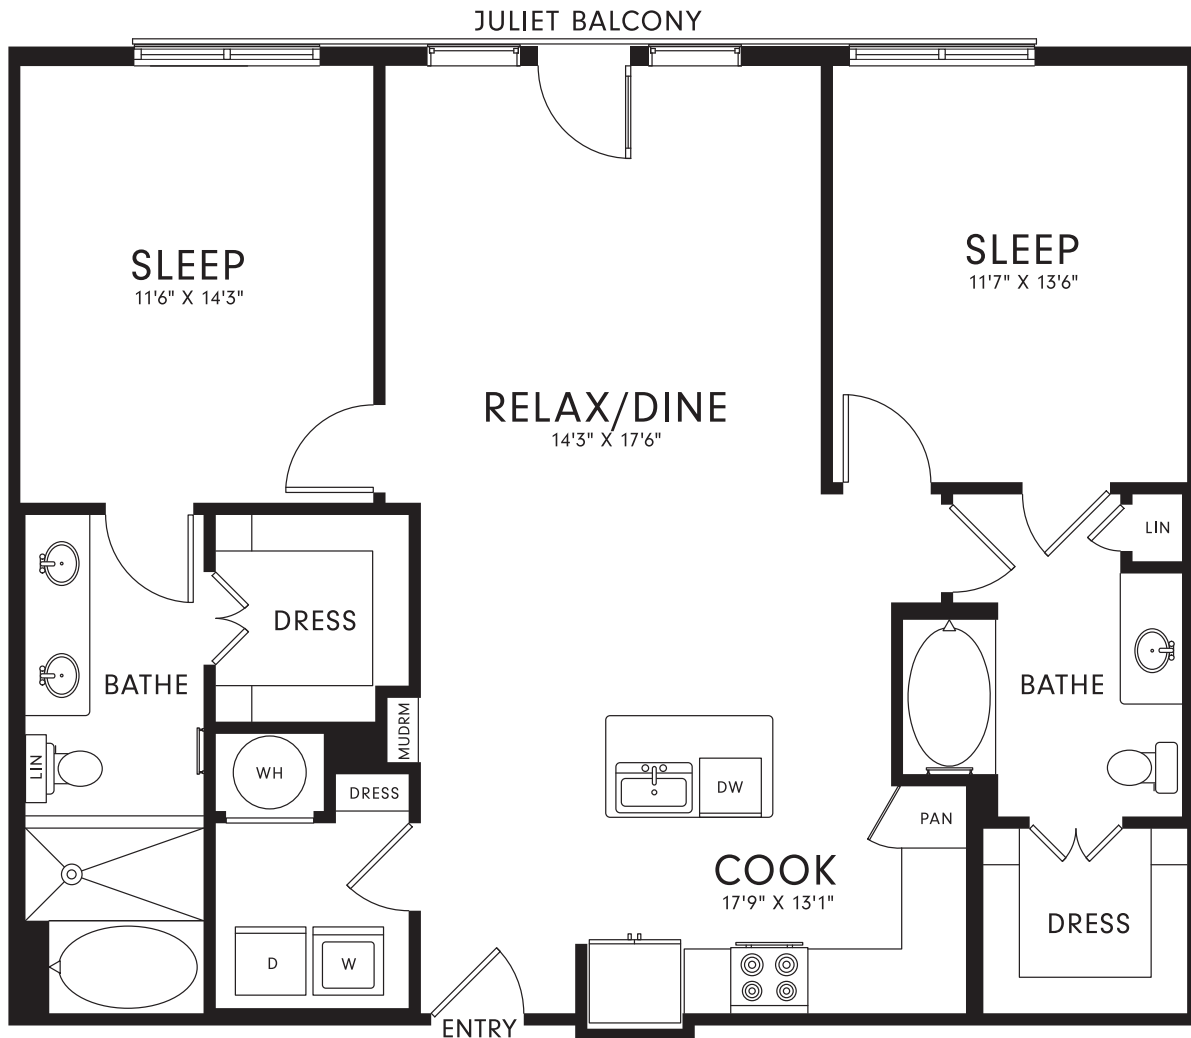 JULIET BALCONY
SLEEP
11'6" X 14'3"
SLEEP
11'7" X 13'6"
RELAX/DINE
14'3" X 17'6"
LIN
DRESS
BATHE
BATHE
MUDRM
LIN
WH
DRESS
DW
PAN
COOK
17'9" X 13'1"
DRESS
D
W
ENTRY